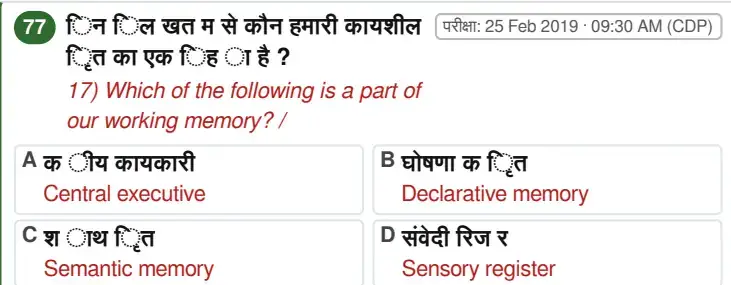 77 िन िल खत म से कौन हमारी कायशील परीक्षा: 25 Feb 2019 · 09:30 AM (CDP)
िृत का एक िह ा है ?
17) Which of the following is a part of
our working memory? /
A क ीय कायकारी
Central executive
B घोषणा क िृत
Declarative memory
C श ाथ िृत
Semantic memory
D संवेदी रिज र
Sensory register